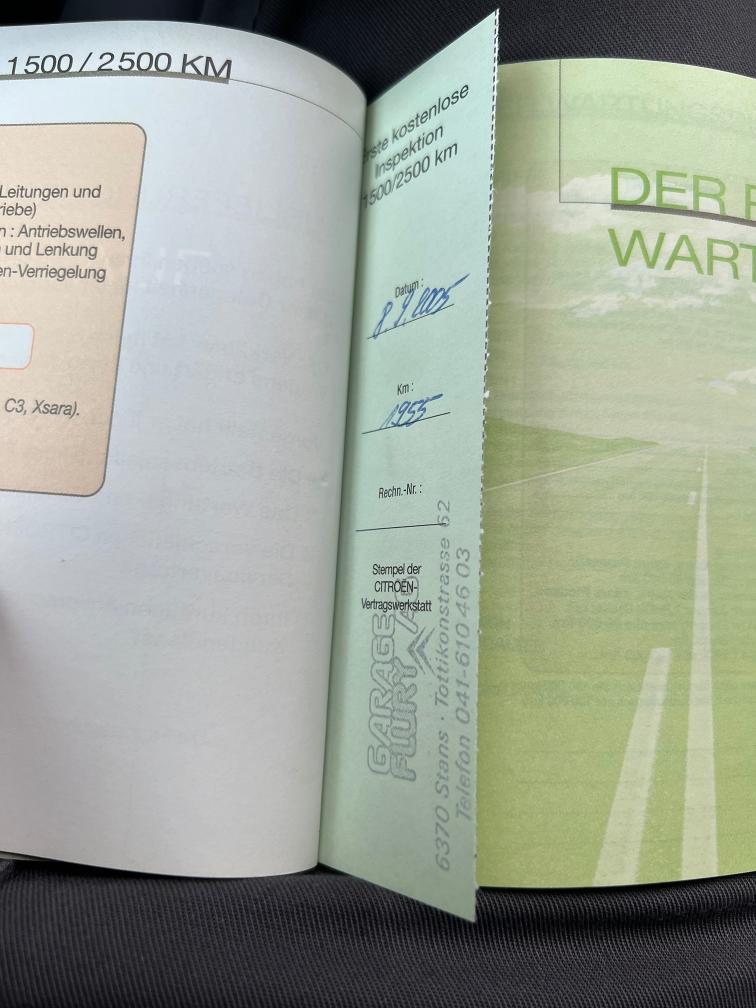 1500 / 2500 KM
Leitungen und
riebe)
n : Antriebswellen,
und Lenkung
en-Verriegelung
C3, Xsara).
rste kostenlose
Inspektion
1500/2500 km
Datum :
8.9.2005
Km :
1955
Rechn.-Nr. :
Stempel der
CITROËN-
Vertragswerkstatt
GARAGE
FLURY AG
6370 Stans · Tottikonstrasse 62
Telefon 041-610 46 03
DER
WART